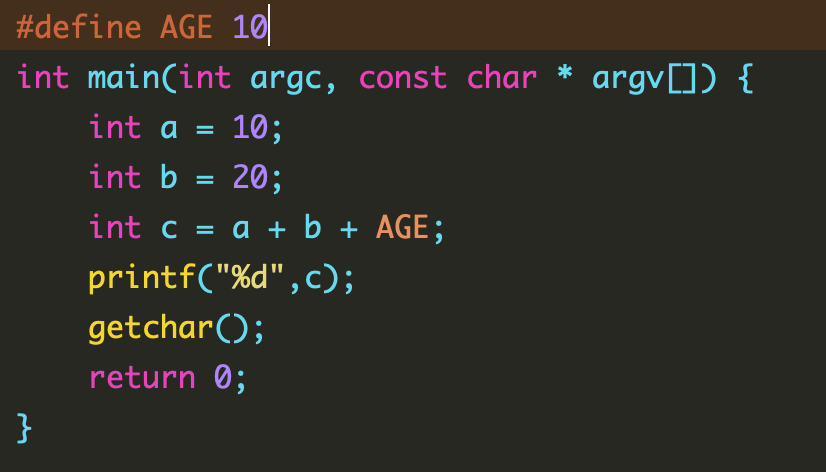 #define AGE 10
int main(int argc, const char * argv[]) {
    int a = 10;
    int b = 20;
    int c = a + b + AGE;
    printf("%d",c);
    getchar();
    return 0;
}